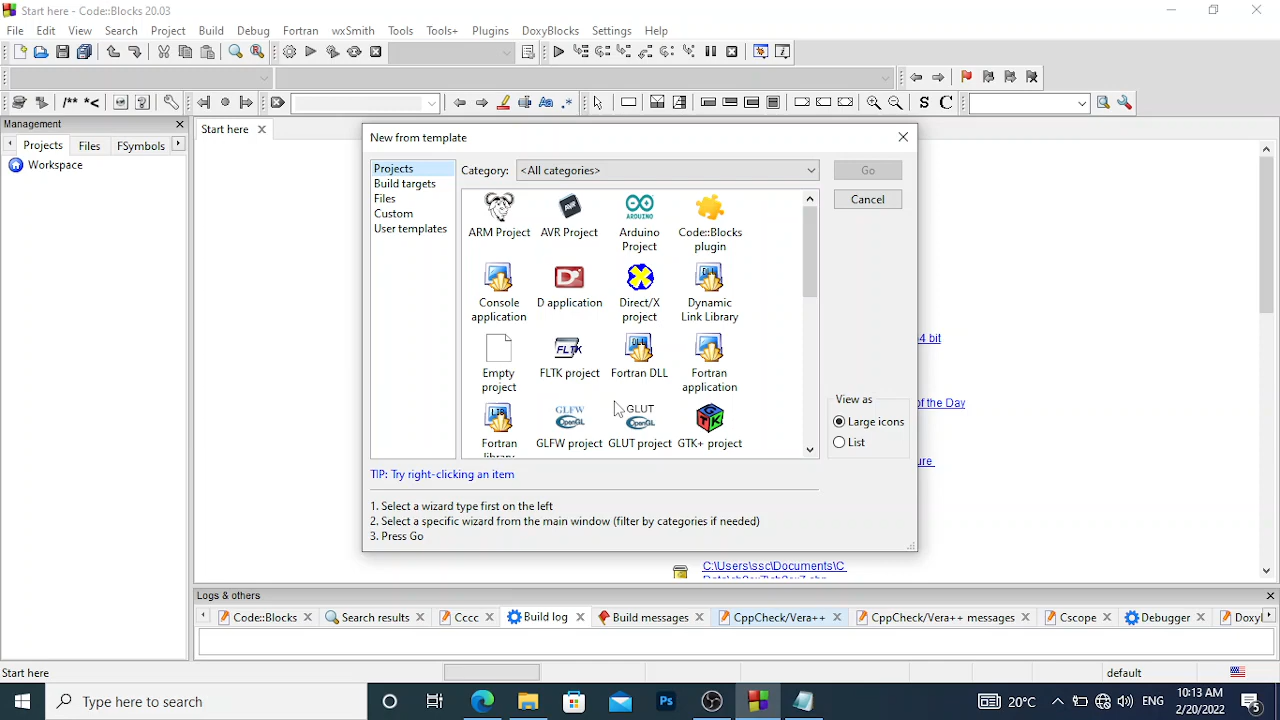 Start here - Code::Blocks 20.03
File Edit View Search Project Build Debug Fortran wxSmith Tools Tools+ Plugins DoxyBlocks Settings Help
/** *<
S C
Management
Projects Files FSymbols
Workspace
Start here
New from template
Projects
Build targets
Files
Custom
User templates
Category: <All categories>
Go
Cancel
ARM Project
AVR Project
Arduino Project
Code::Blocks plugin
Console application
D application
Direct/X project
Dynamic Link Library
Empty project
FLTK project
Fortran DLL
Fortran application
Fortran library
GLFW project
GLUT project
GTK+ project
View as
Large icons
List
TIP: Try right-clicking an item
1. Select a wizard type first on the left
2. Select a specific wizard from the main window (filter by categories if needed)
3. Press Go
4 bit
of the Day
ure
C:\Users\ssc\Documents\C
Logs & others
Code::Blocks Search results Cccc Build log Build messages CppCheck/Vera++ CppCheck/Vera++ messages Cscope Debugger Doxy
Start here
default
Type here to search
20°C
ENG
10:13 AM
2/20/2022
5